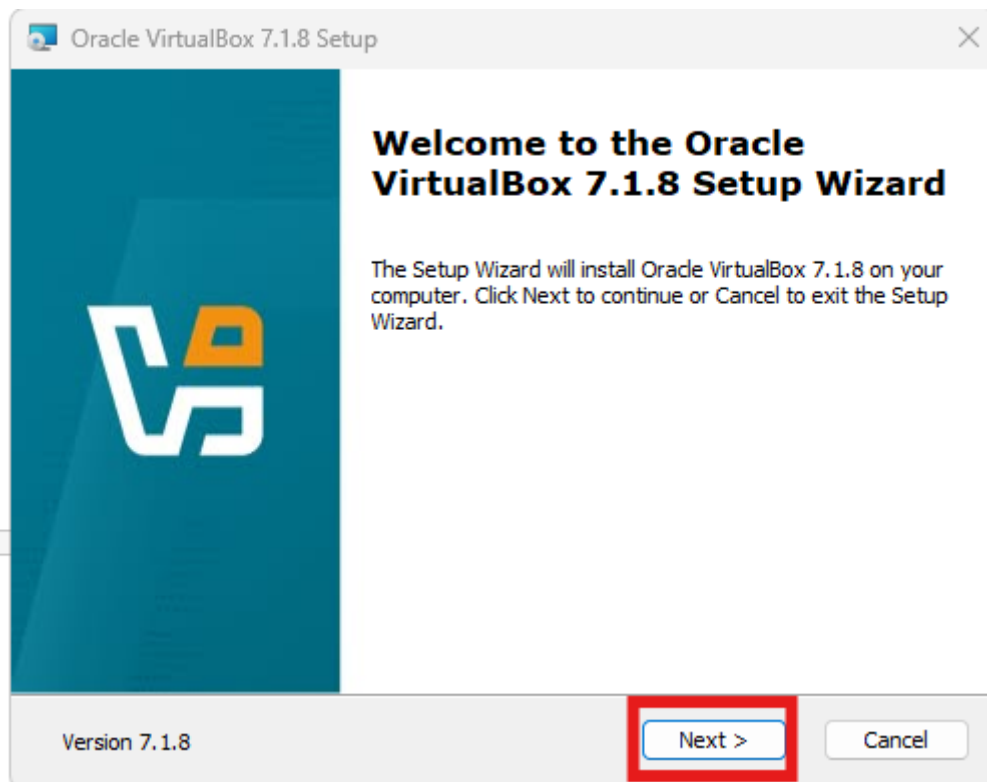 Oracle VirtualBox 7.1.8 Setup
Welcome to the Oracle
VirtualBox 7.1.8 Setup Wizard
The Setup Wizard will install Oracle VirtualBox 7.1.8 on your
computer. Click Next to continue or Cancel to exit the Setup
Wizard.
Version 7.1.8
Next >
Cancel